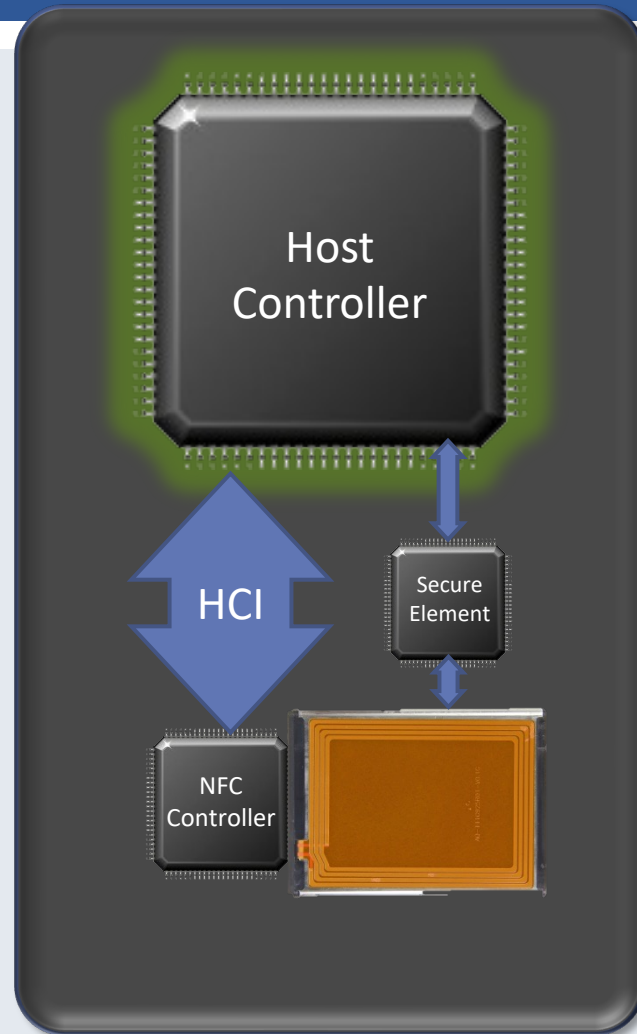 Host
Controller
HCI
Secure
Element
NFC
Controller